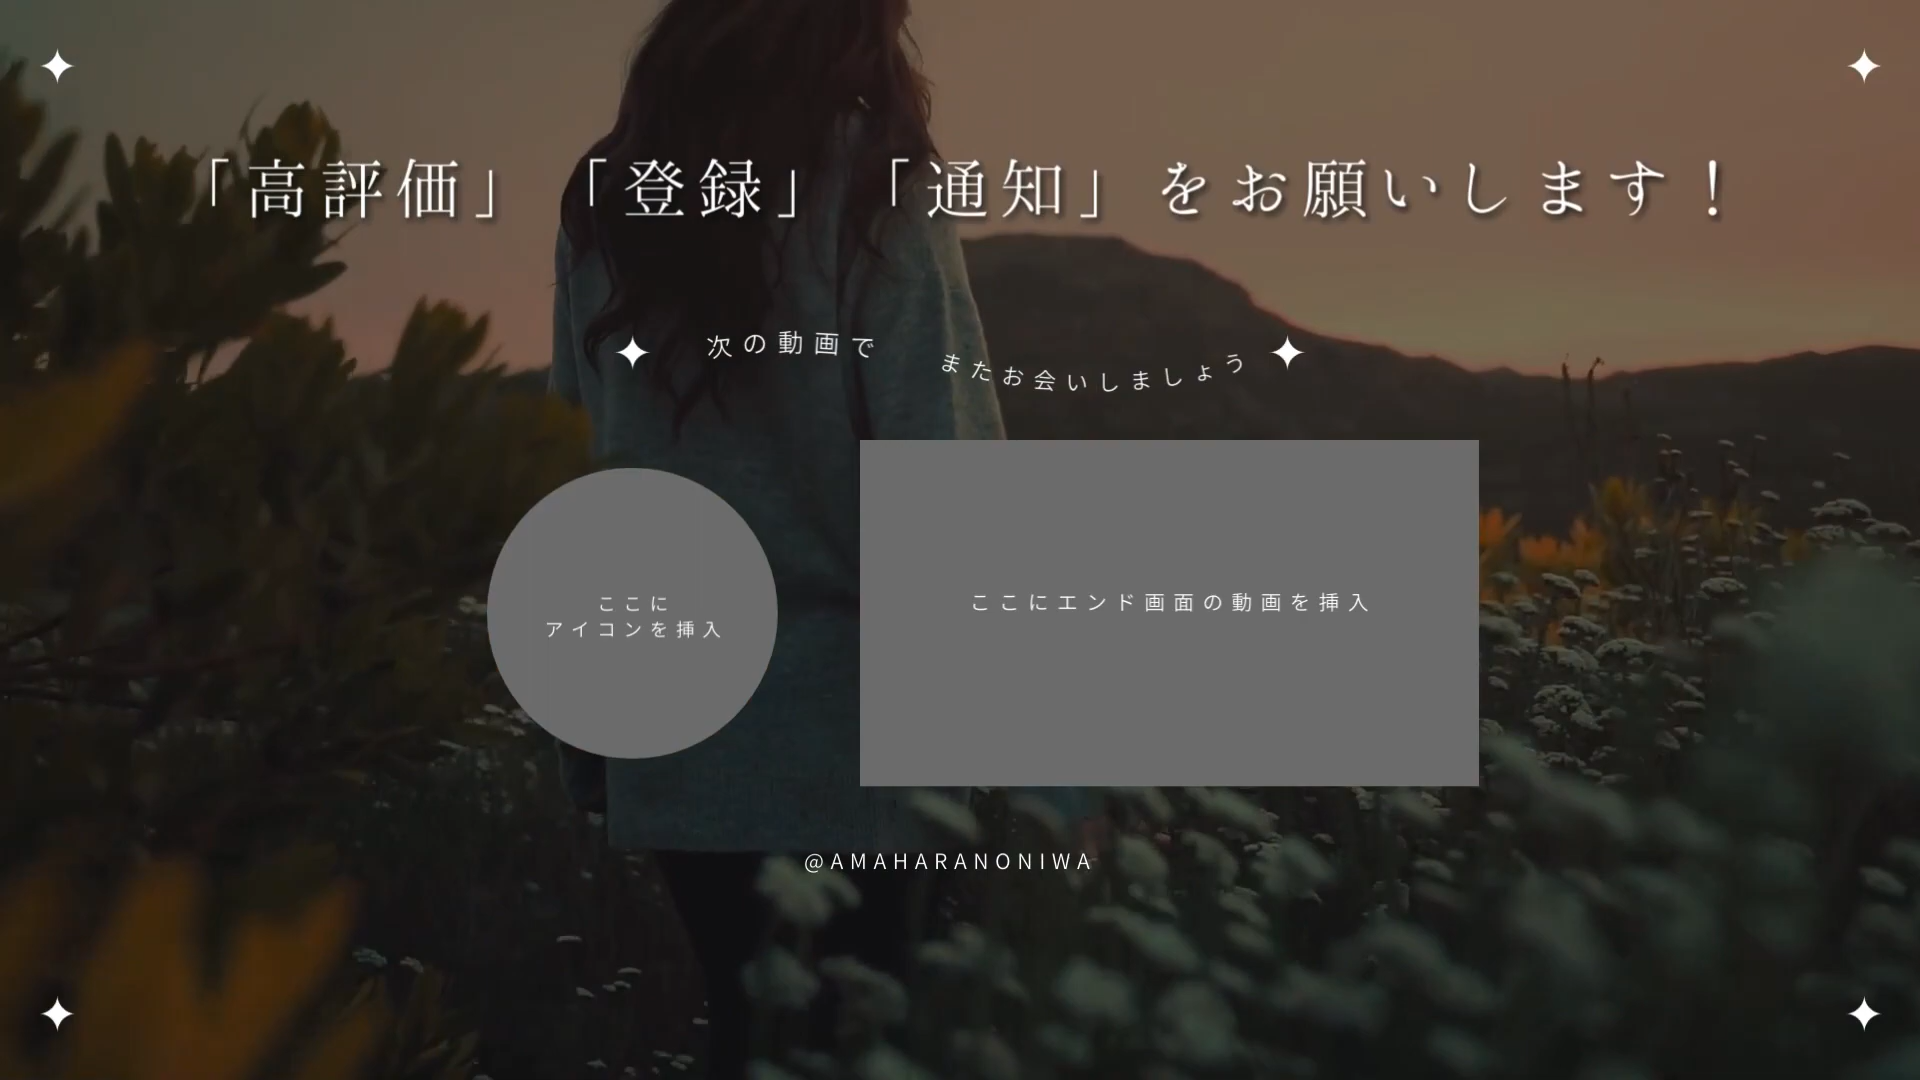 「高評価」「登録」「通知」をお願いします！
次の動画で　またお会いしましょう
ここに
アイコンを挿入
ここにエンド画面の動画を挿入
@AMAHARANONIWA